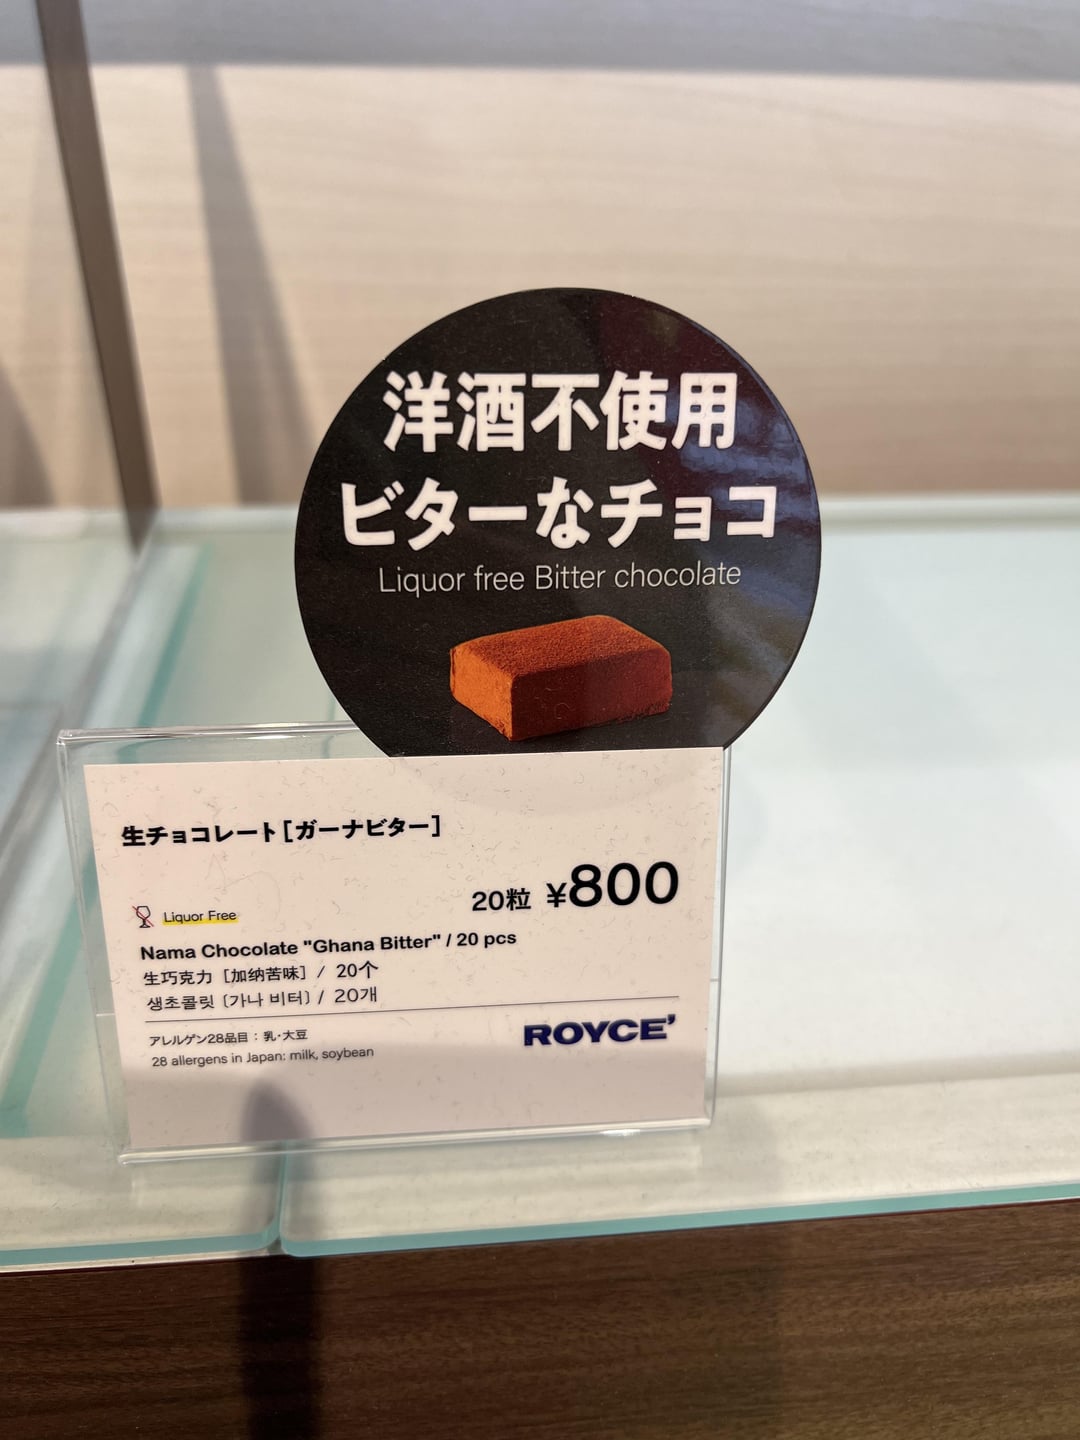 洋酒不使用
ビターなチョコ
Liquor free Bitter chocolate
生チョコレート[ガーナビター]
20粒 ¥800
Liquor Free
Nama Chocolate "Ghana Bitter" / 20 pcs
生巧克力 [加纳苦味] / 20个
생초콜릿 [가나 비터] / 20개
アレルゲン28品目：乳・大豆
28 allergens in Japan: milk, soybean
ROYCE'